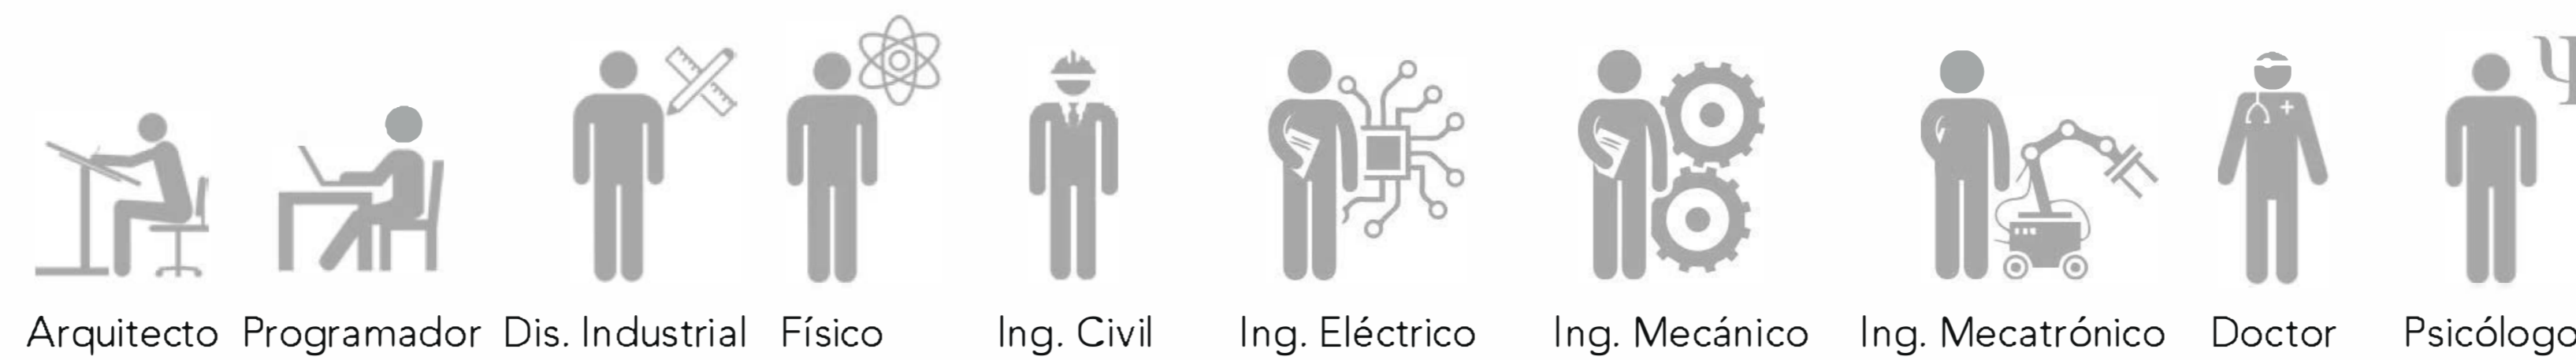 Arquitecto Programador Dis. Industrial Físico Ing. Civil Ing. Eléctrico Ing. Mecánico Ing. Mecatrónico Doctor Psicólogo